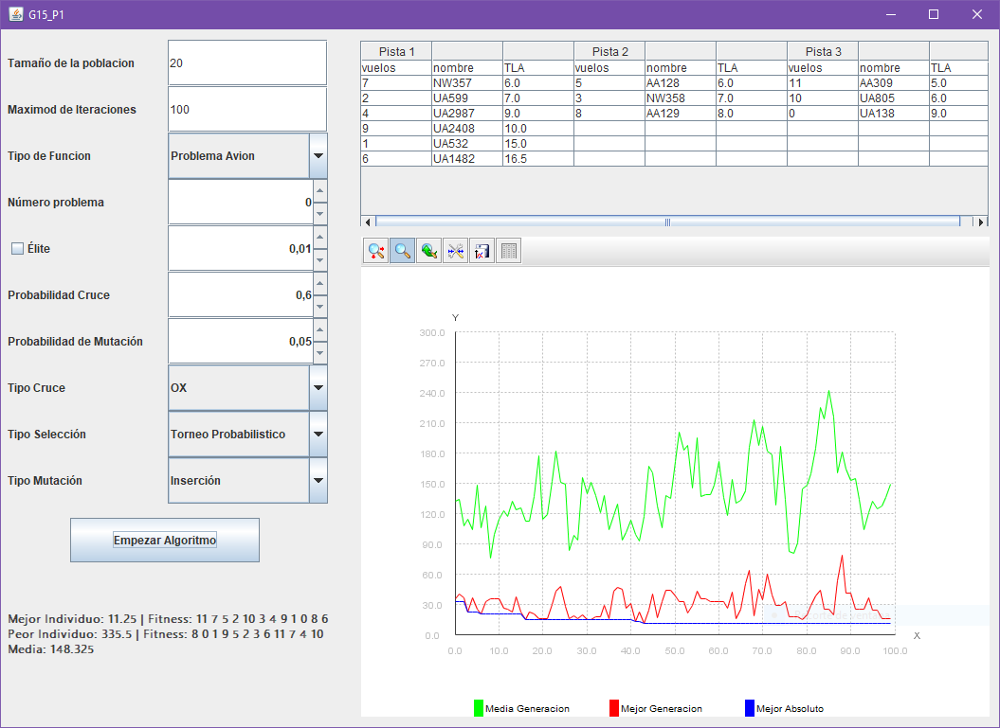 G15_P1
Tamaño de la poblacion 20
Maximod de Iteraciones 100
Tipo de Funcion Problema Avion
Número problema 0
Élite 0,01
Probabilidad Cruce 0,6
Probabilidad de Mutación 0,05
Tipo Cruce OX
Tipo Selección Torneo Probabilistico
Tipo Mutación Inserción
Empezar Algoritmo
Mejor Individuo: 11.25 | Fitness: 11 7 5 2 10 3 4 9 1 0 8 6
Peor Individuo: 335.5 | Fitness: 8 0 1 9 5 2 3 6 11 7 4 10
Media: 148.325
Pista 1 Pista 2 Pista 3
vuelos nombre TLA vuelos nombre TLA vuelos nombre TLA
7 NW357 6.0 5 AA128 6.0 11 AA309 5.0
2 UA599 7.0 3 NW358 7.0 10 UA805 6.0
4 UA2987 9.0 8 AA129 8.0 0 UA138 9.0
9 UA2408 10.0
1 UA532 15.0
6 UA1482 16.5
Y
300.0
270.0
240.0
210.0
180.0
150.0
120.0
90.0
60.0
30.0
0.0
0.0 10.0 20.0 30.0 40.0 50.0 60.0 70.0 80.0 90.0 100.0
X
Media Generacion Mejor Generacion Mejor Absoluto